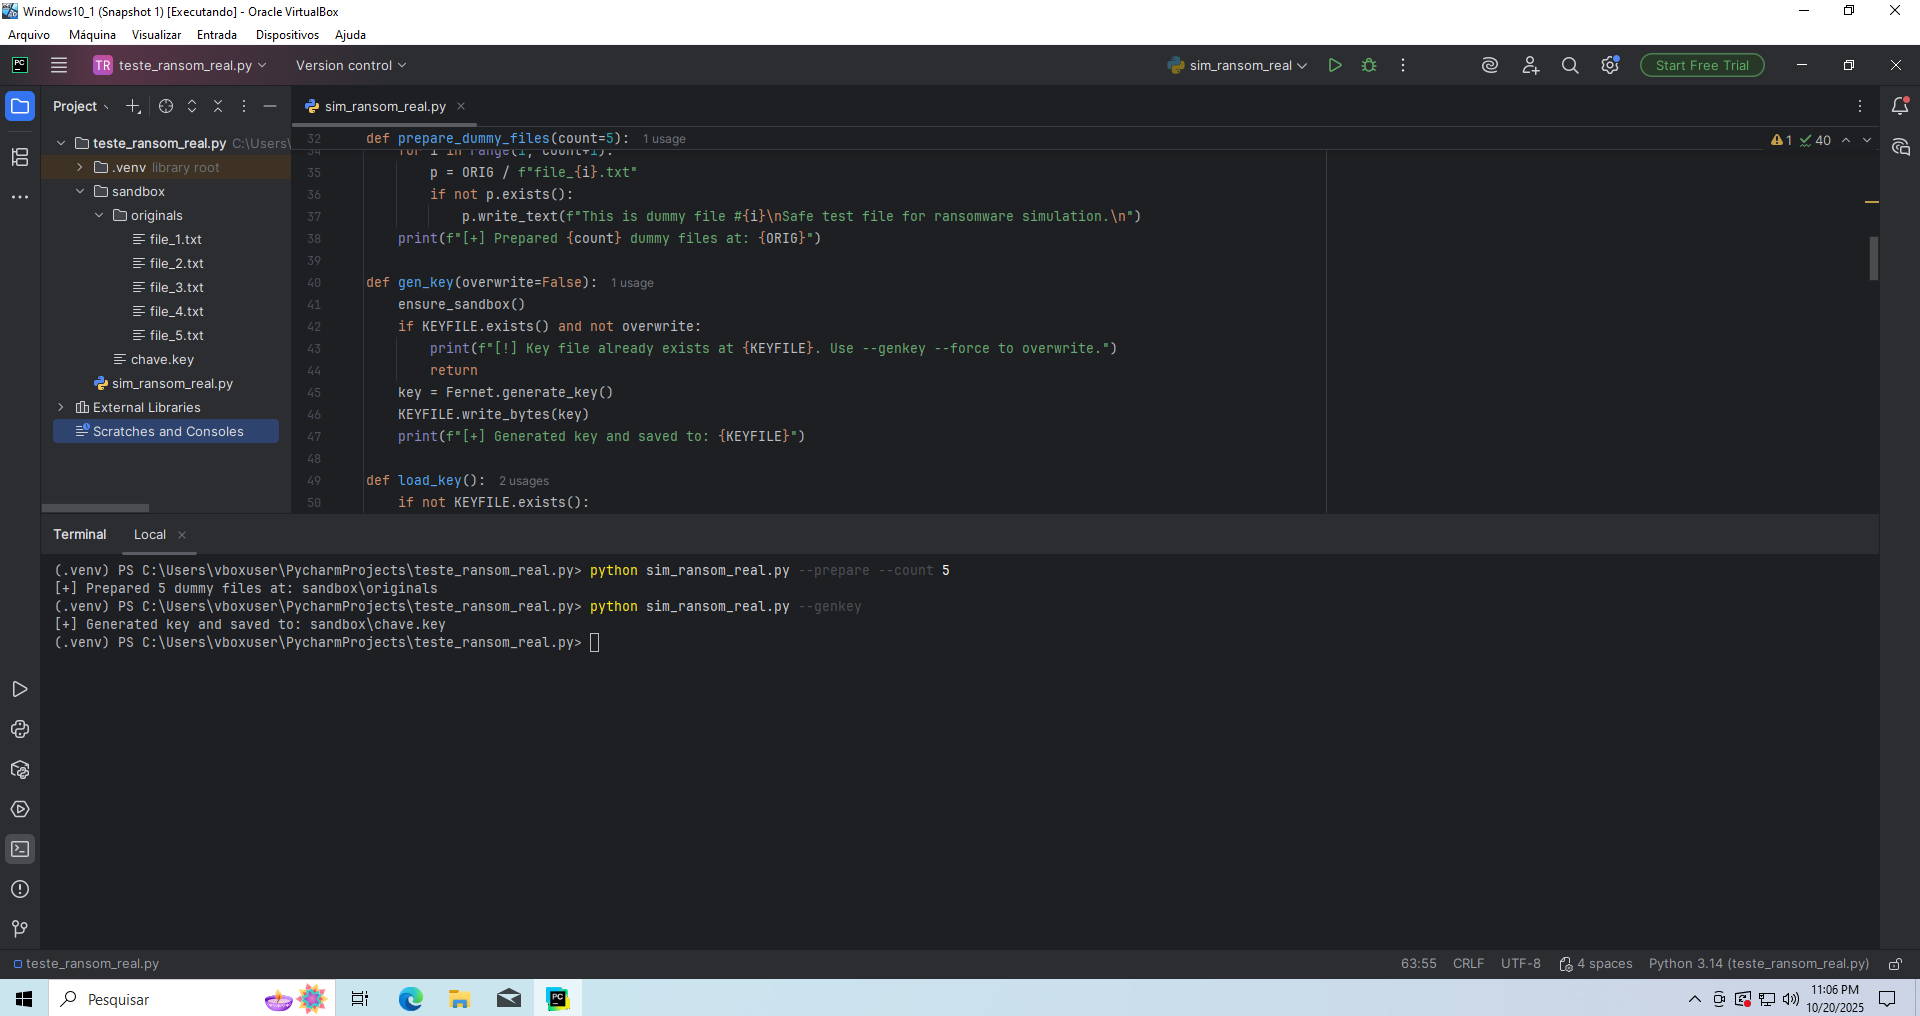 Windows10_1 (Snapshot 1) [Executando] - Oracle VirtualBox
Arquivo Máquina Visualizar Entrada Dispositivos Ajuda
PC TR teste_ransom_real.py Version control sim_ransom_real Start Free Trial
Project
sim_ransom_real.py
teste_ransom_real.py C:\Users\
.venv library root
sandbox
originals
file_1.txt
file_2.txt
file_3.txt
file_4.txt
file_5.txt
chave.key
sim_ransom_real.py
External Libraries
Scratches and Consoles
32 def prepare_dummy_files(count=5): 1 usage
1 40
34 for i in range(1, count+1):
35 p = ORIG / f"file_{i}.txt"
36 if not p.exists():
37 p.write_text(f"This is dummy file #{i}\nSafe test file for ransomware simulation.\n")
38 print(f"[+] Prepared {count} dummy files at: {ORIG}")
39
40 def gen_key(overwrite=False): 1 usage
41 ensure_sandbox()
42 if KEYFILE.exists() and not overwrite:
43 print(f"[!] Key file already exists at {KEYFILE}. Use --genkey --force to overwrite.")
44 return
45 key = Fernet.generate_key()
46 KEYFILE.write_bytes(key)
47 print(f"[+] Generated key and saved to: {KEYFILE}")
48
49 def load_key(): 2 usages
50 if not KEYFILE.exists():
Terminal Local
(.venv) PS C:\Users\vboxuser\PycharmProjects\teste_ransom_real.py> python sim_ransom_real.py --prepare --count 5
[+] Prepared 5 dummy files at: sandbox\originals
(.venv) PS C:\Users\vboxuser\PycharmProjects\teste_ransom_real.py> python sim_ransom_real.py --genkey
[+] Generated key and saved to: sandbox\chave.key
(.venv) PS C:\Users\vboxuser\PycharmProjects\teste_ransom_real.py>
teste_ransom_real.py 63:55 CRLF UTF-8 4 spaces Python 3.14 (teste_ransom_real.py)
Pesquisar
PC
11:06 PM
10/20/2025